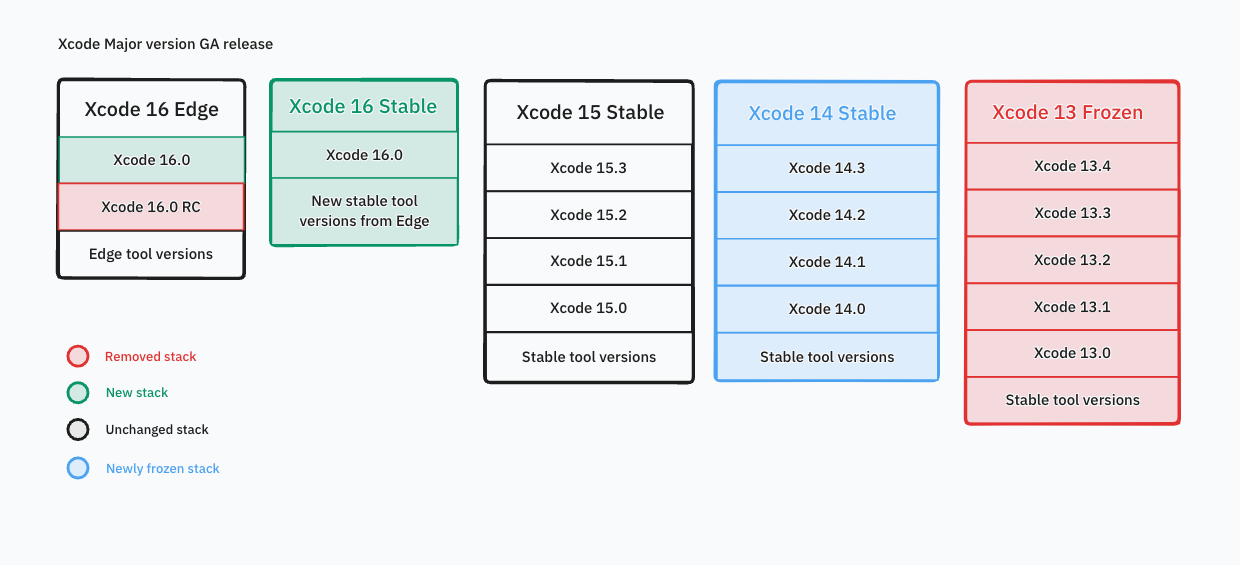 Xcode Major version GA release
Xcode 16 Edge
Xcode 16.0
Xcode 16.0 RC
Edge tool versions
Xcode 16 Stable
Xcode 16.0
New stable tool
versions from Edge
Xcode 15 Stable
Xcode 15.3
Xcode 15.2
Xcode 15.1
Xcode 15.0
Stable tool versions
Xcode 14 Stable
Xcode 14.3
Xcode 14.2
Xcode 14.1
Xcode 14.0
Stable tool versions
Xcode 13 Frozen
Xcode 13.4
Xcode 13.3
Xcode 13.2
Xcode 13.1
Xcode 13.0
Stable tool versions
Removed stack
New stack
Unchanged stack
Newly frozen stack